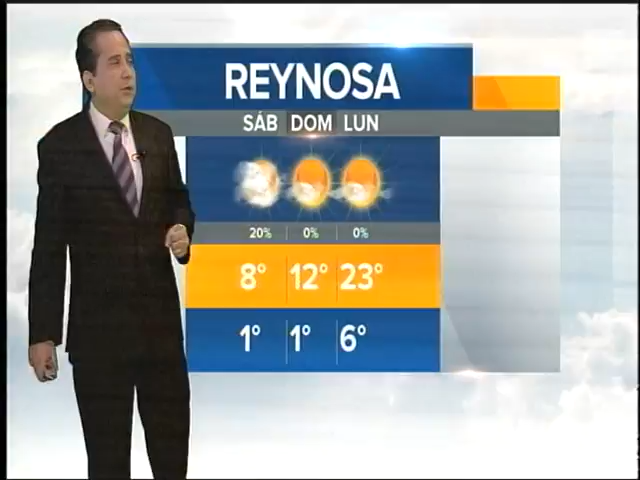 REYNOSA
SÁB DOM LUN
20% 0% 0%
8° 12° 23°
1° 1° 6°